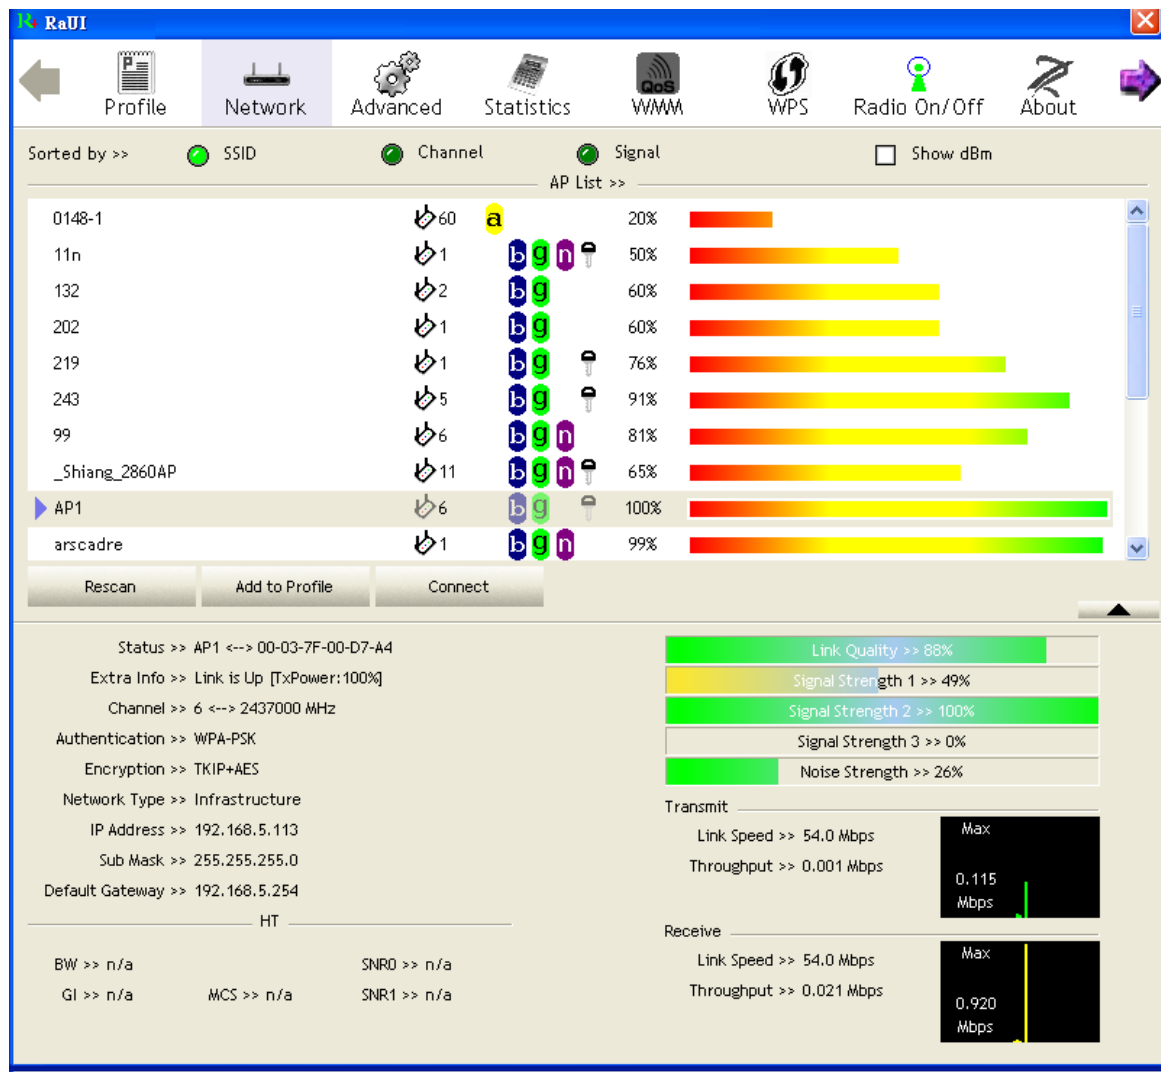 RaUI
Profile Network Advanced Statistics WMM WPS Radio On/Off About
QoS
Sorted by >> SSID Channel Signal Show dBm
AP List >>
0148-1 60 a 20%
11n 1 b g n 50%
132 2 b g 60%
202 1 b g 60%
219 1 b g 76%
243 5 b g 91%
99 6 b g n 81%
_Shiang_2860AP 11 b g n 65%
AP1 6 b g 100%
arscadre 1 b g n 99%
Rescan Add to Profile Connect
Status >> AP1 <--> 00-03-7F-00-D7-A4
Extra Info >> Link is Up [TxPower:100%]
Channel >> 6 <--> 2437000 MHz
Authentication >> WPA-PSK
Encryption >> TKIP+AES
Network Type >> Infrastructure
IP Address >> 192.168.5.113
Sub Mask >> 255.255.255.0
Default Gateway >> 192.168.5.254
HT
BW >> n/a SNR0 >> n/a
GI >> n/a MCS >> n/a SNR1 >> n/a
Link Quality >> 88%
Signal Strength 1 >> 49%
Signal Strength 2 >> 100%
Signal Strength 3 >> 0%
Noise Strength >> 26%
Transmit
Link Speed >> 54.0 Mbps
Throughput >> 0.001 Mbps
Max
0.115
Mbps
Receive
Link Speed >> 54.0 Mbps
Throughput >> 0.021 Mbps
Max
0.920
Mbps